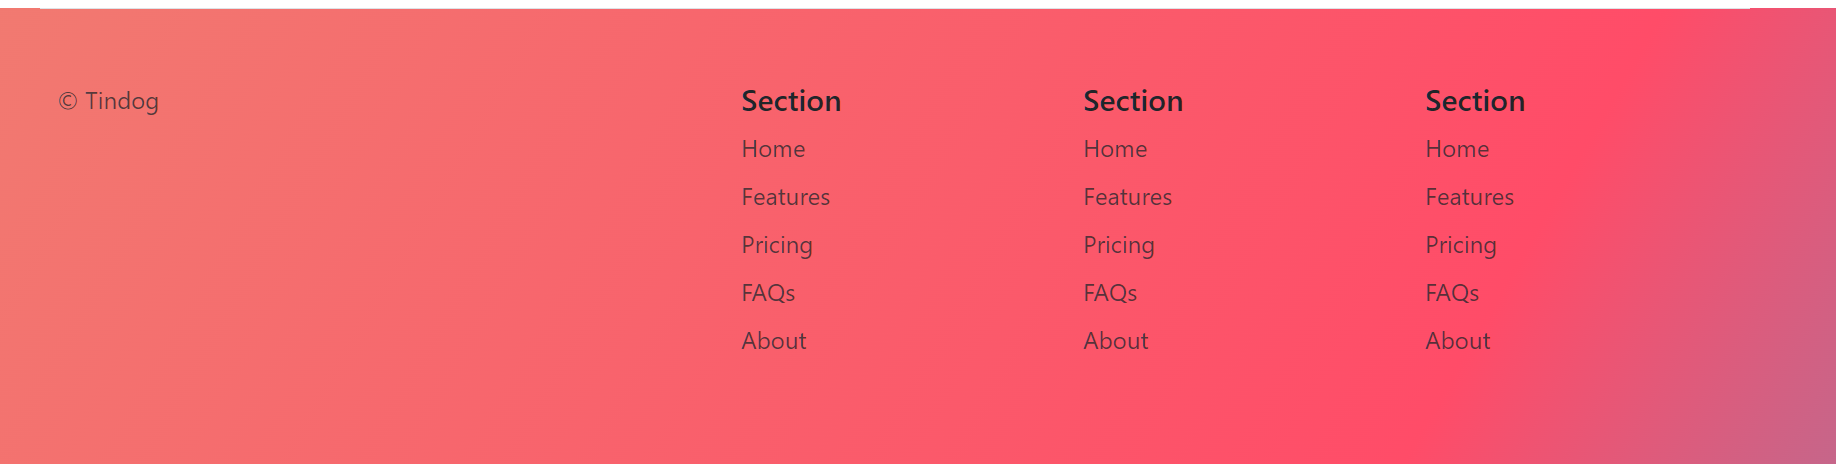 © Tindog
Section
Home
Features
Pricing
FAQs
About
Section
Home
Features
Pricing
FAQs
About
Section
Home
Features
Pricing
FAQs
About